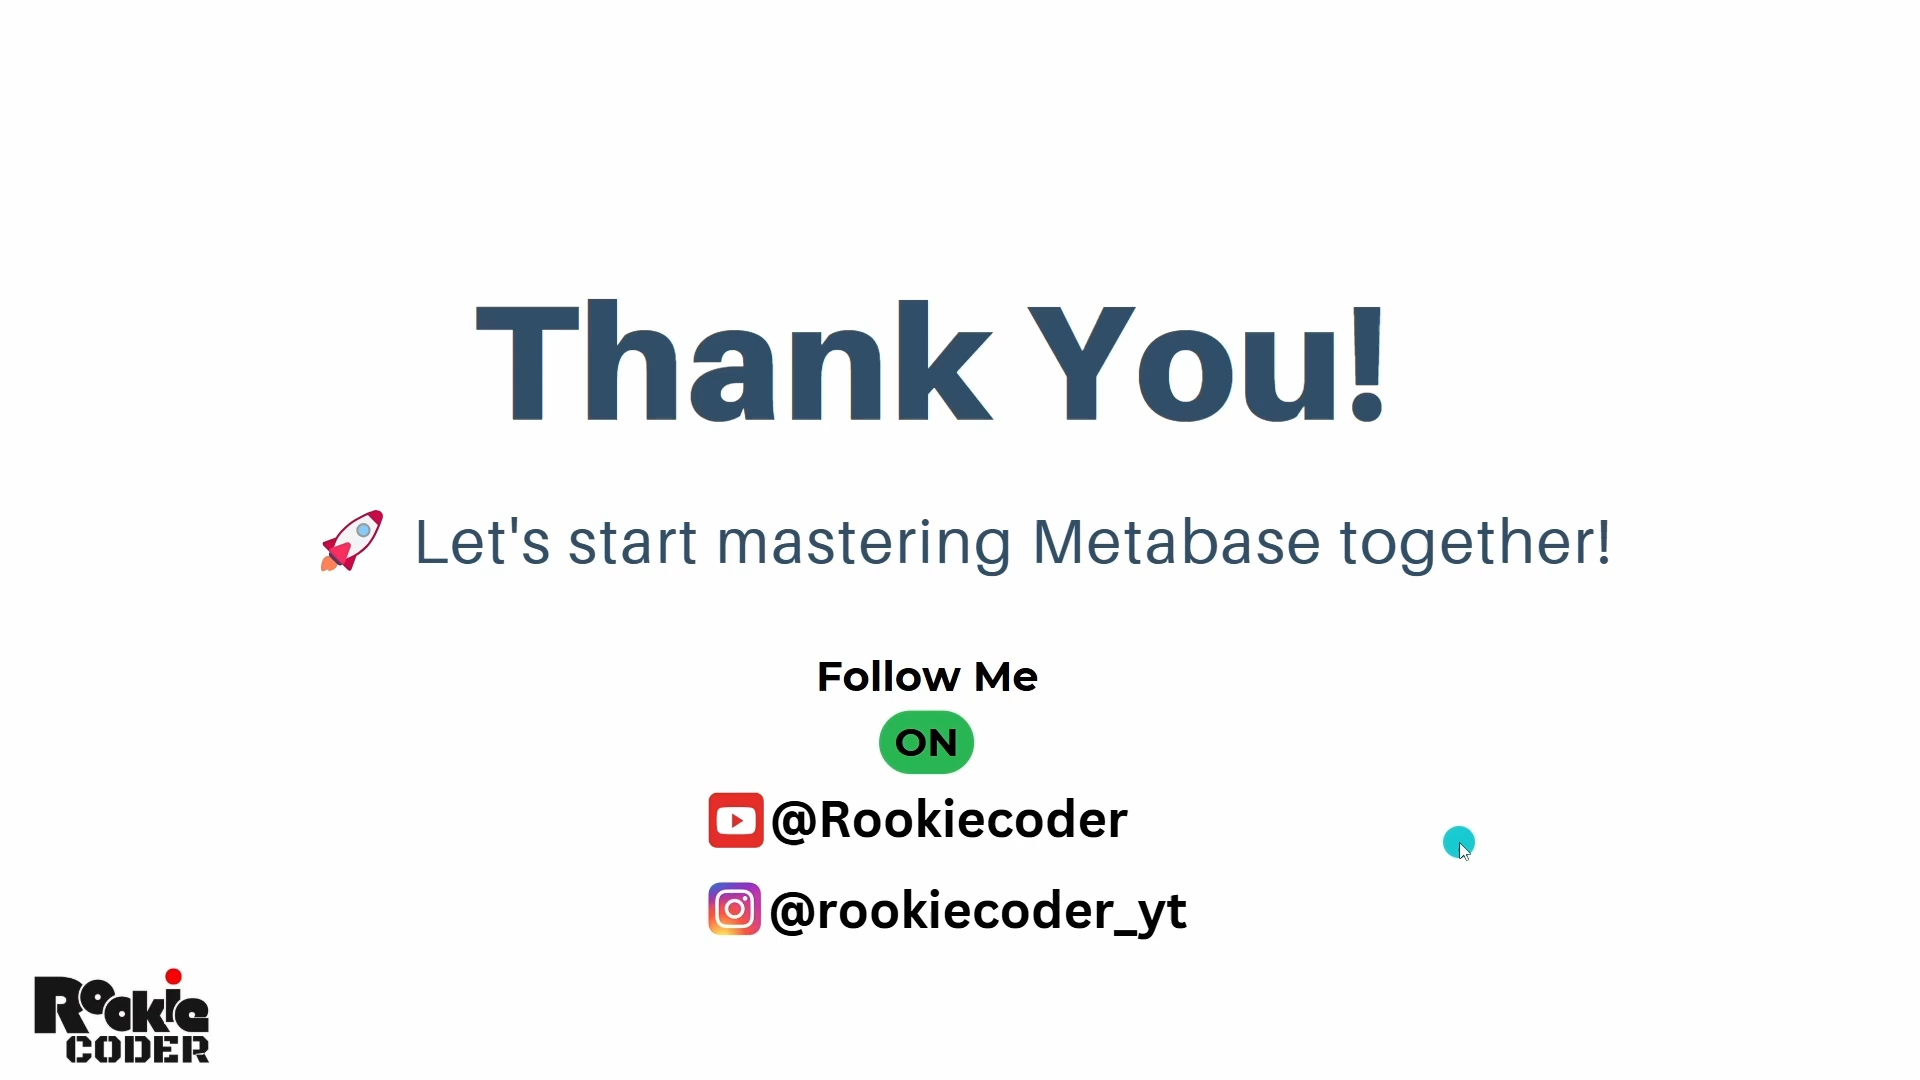 Thank You!
🚀 Let's start mastering Metabase together!
Follow Me
ON
@Rookiecoder
@rookiecoder_yt
Rookie
CODER